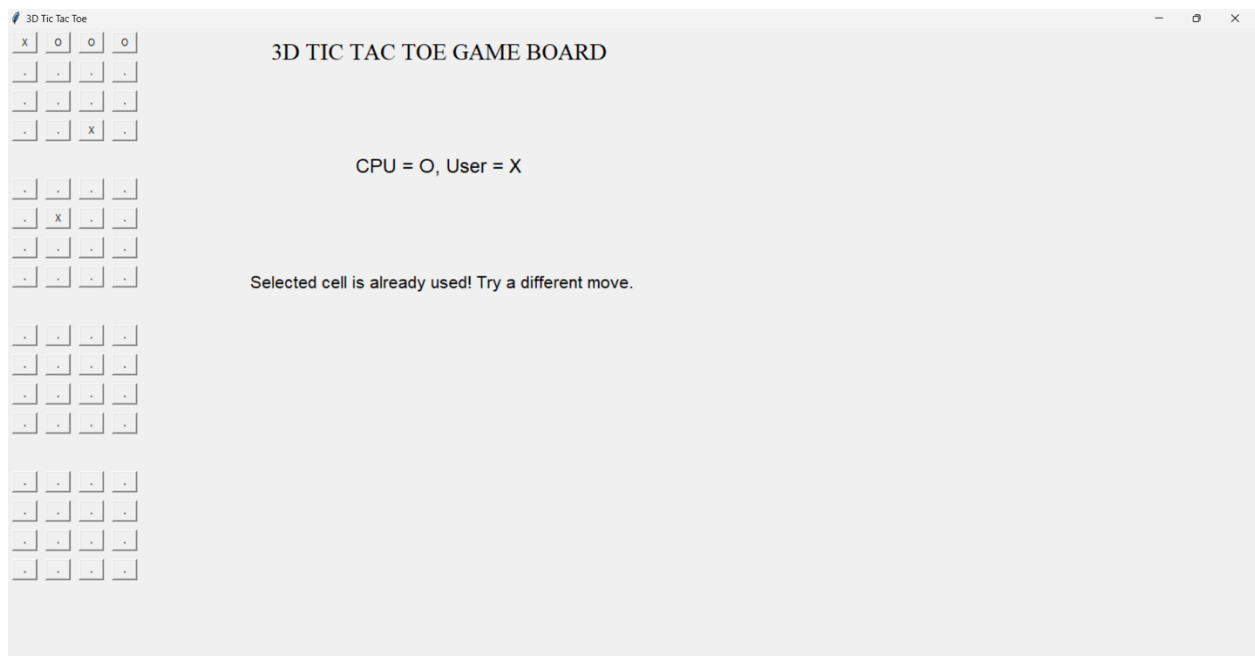 3D Tic Tac Toe
X O O O
. . . .
. . . .
. . X .
. . . .
. X . .
. . . .
. . . .
. . . .
. . . .
. . . .
. . . .
. . . .
. . . .
. . . .
. . . .
3D TIC TAC TOE GAME BOARD
CPU = O, User = X
Selected cell is already used! Try a different move.